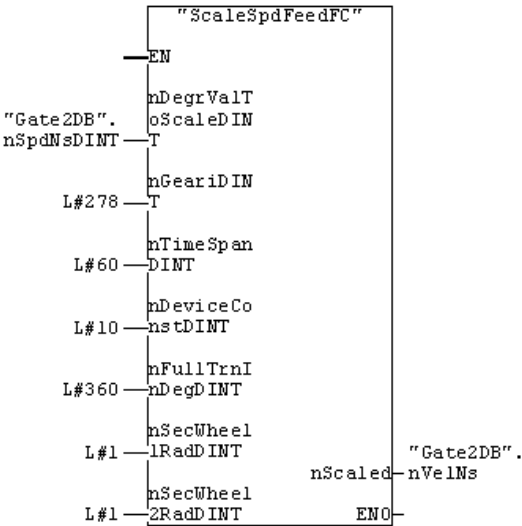 "ScaleSpdFeedFC"
EN
nDegrValT
"Gate2DB". oScaleDIN
nSpdNsDINT T
nGeariDIN
L#278 T
nTimeSpan
L#60 DINT
nDeviceCo
L#10 nstDINT
nFullTrnI
L#360 nDegDINT
nSecWheel
L#1 1RadDINT "Gate2DB".
nScaled nVelNs
nSecWheel
L#1 2RadDINT ENO